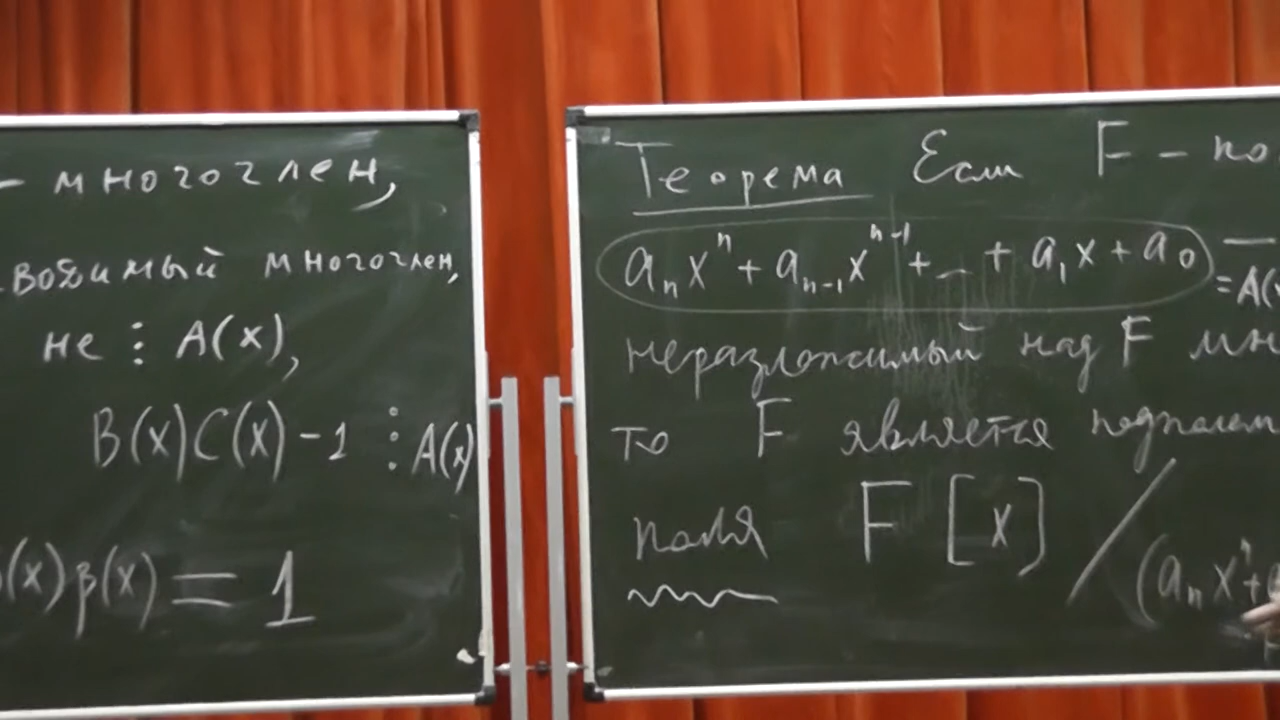 – многочлен,
водимый многочлен,
не ⋮ A(x),
B(x)C(x)-1 ⋮ A(x)
(x)β(x) = 1
Теорема Если F – по
aₙxⁿ + aₙ₋₁xⁿ⁻¹ + ... + a₁x + a₀ –
= A(x
неразложимый над F мн
то F является подполем
поля F[x] / (aₙxⁿ+